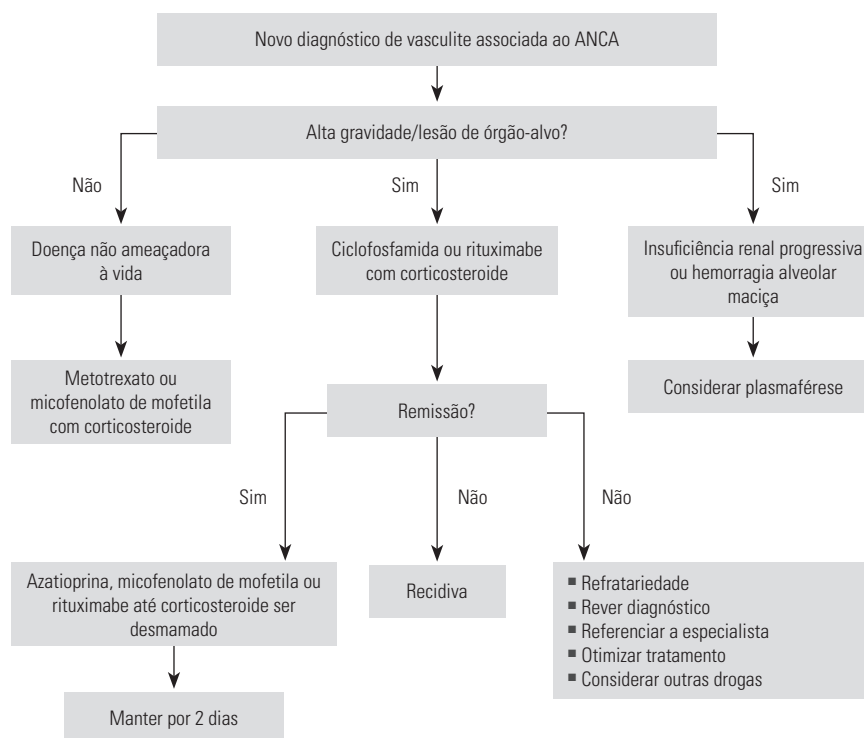 Novo diagnóstico de vasculite associada ao ANCA
Alta gravidade/lesão de órgão-alvo?
Não
Sim
Sim
Doença não ameaçadora
à vida
Ciclofosfamida ou rituximabe
com corticosteroide
Insuficiência renal progressiva
ou hemorragia alveolar
maciça
Metotrexato ou
micofenolato de mofetila
com corticosteroide
Remissão?
Considerar plasmaférese
Sim
Não
Não
Azatioprina, micofenolato de mofetila ou
rituximabe até corticosteroide ser
desmamado
Recidiva
■ Refratariedade
■ Rever diagnóstico
■ Referenciar a especialista
■ Otimizar tratamento
■ Considerar outras drogas
Manter por 2 dias